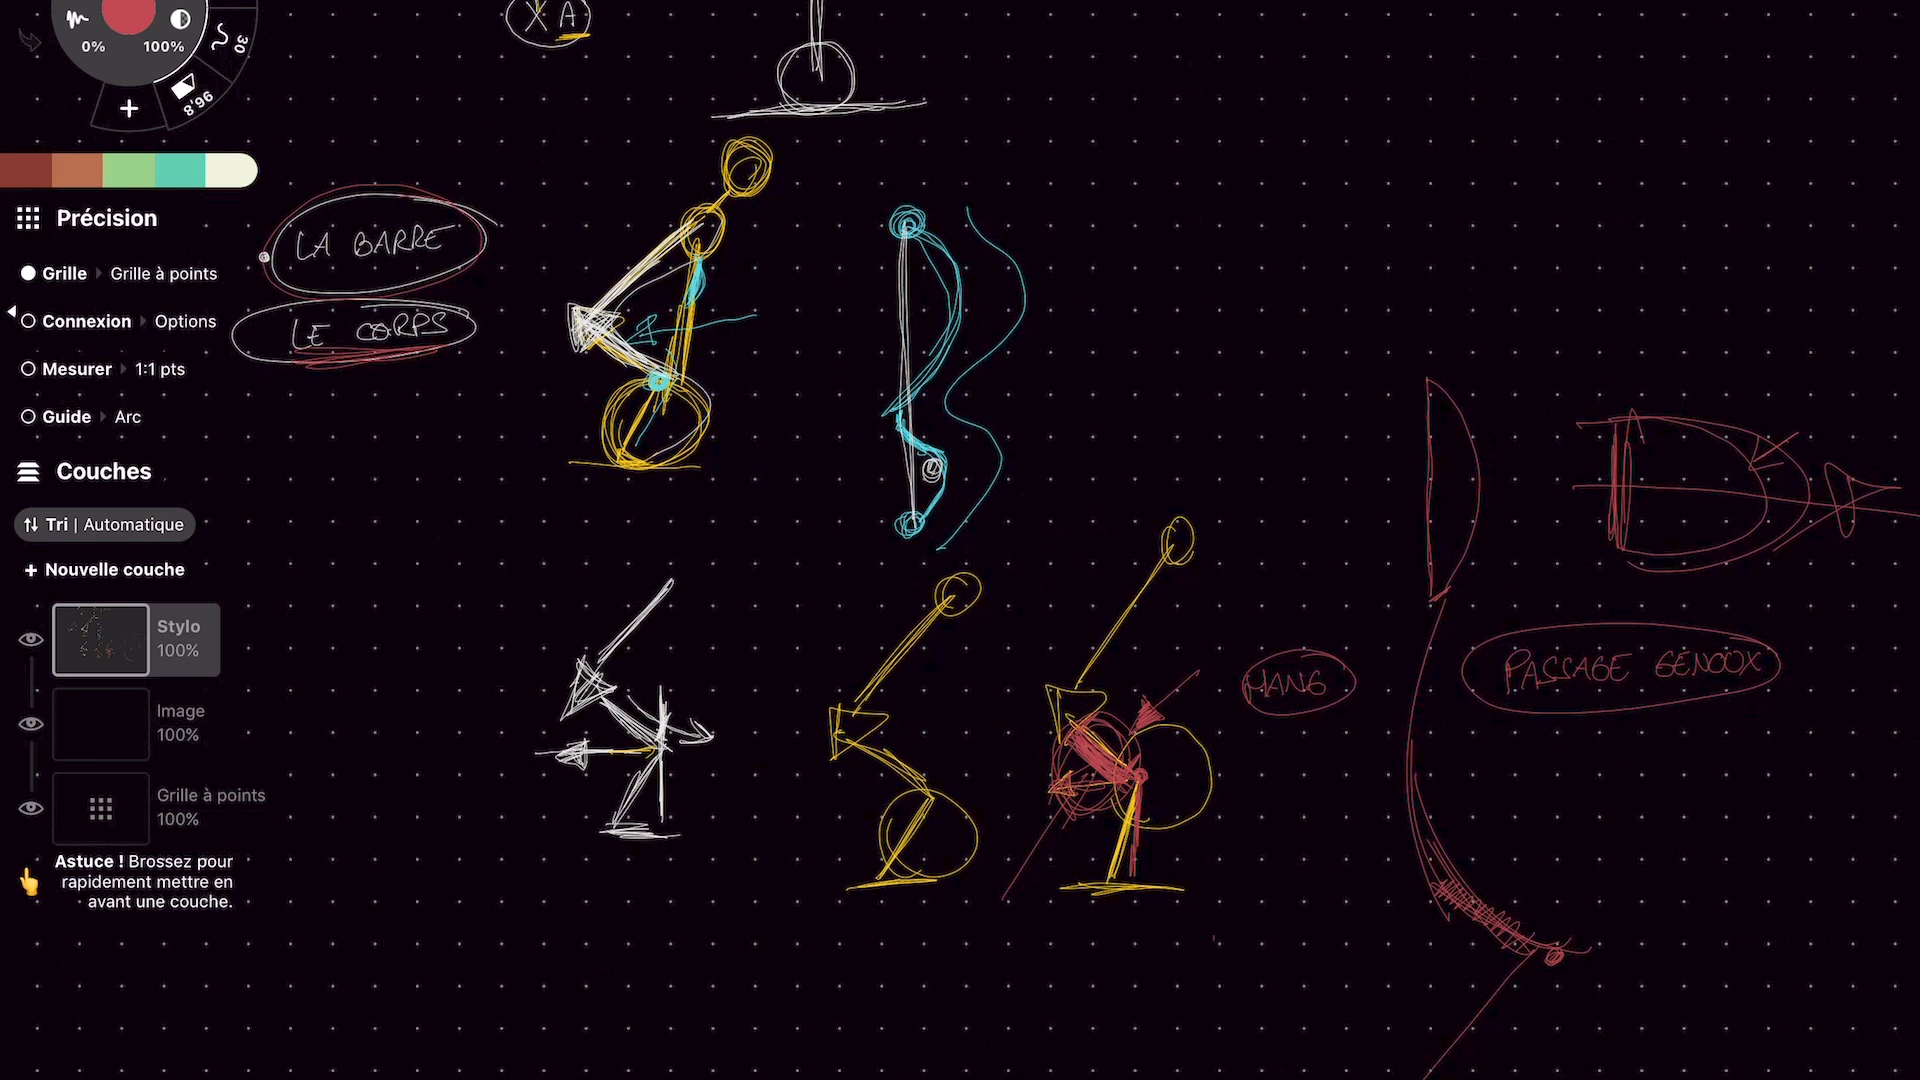 X A
0% 100%
30
8,96
+
Précision
Grille Grille à points
Connexion Options
Mesurer 1:1 pts
Guide Arc
Couches
Tri | Automatique
+ Nouvelle couche
Stylo
100%
Image
100%
Grille à points
100%
Astuce ! Brossez pour
rapidement mettre en
avant une couche.
LA BARRE
LE CORPS
HANG
PASSAGE GENOUX